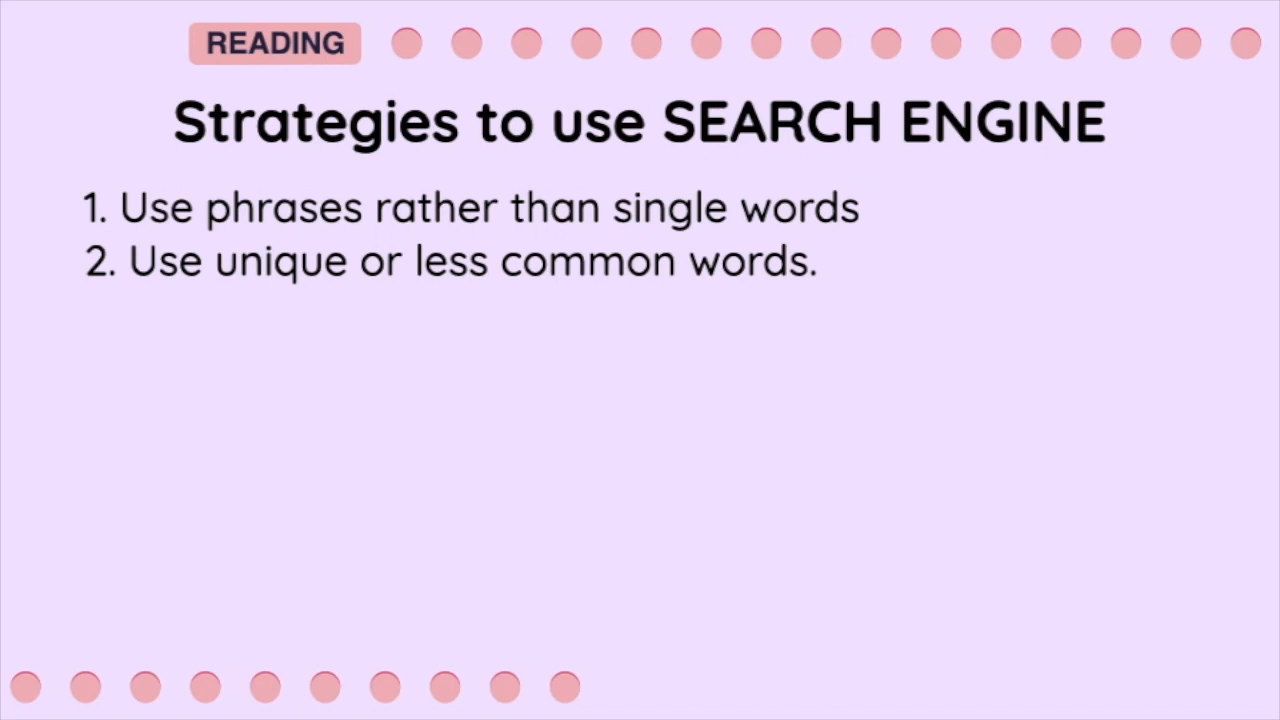 READING
Strategies to use SEARCH ENGINE
1. Use phrases rather than single words
2. Use unique or less common words.